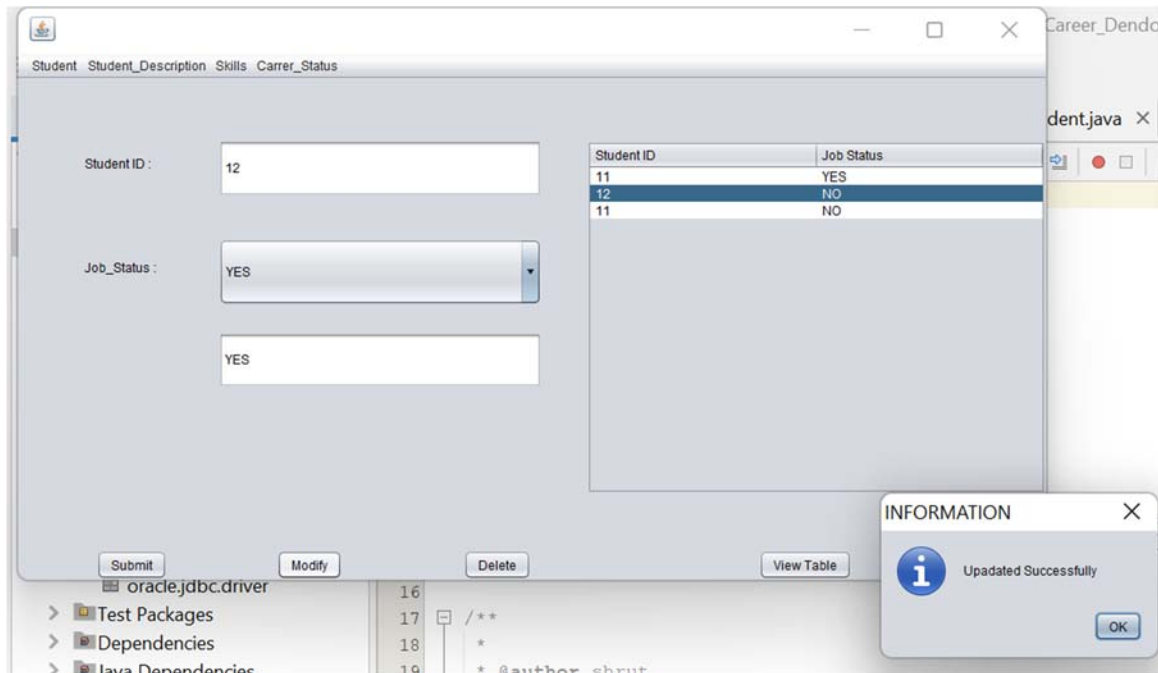 Career_Dendo
Student Student_Description Skills Carrer_Status
dent.java
Student ID :
12
Student ID Job Status
11 YES
12 NO
11 NO
Job_Status :
YES
YES
INFORMATION
Upadated Successfully
OK
Submit Modify Delete View Table
oracle.jdbc.driver
Test Packages
Dependencies
Java Dependencies
16
17 /**
18 *
19 * @author shrut